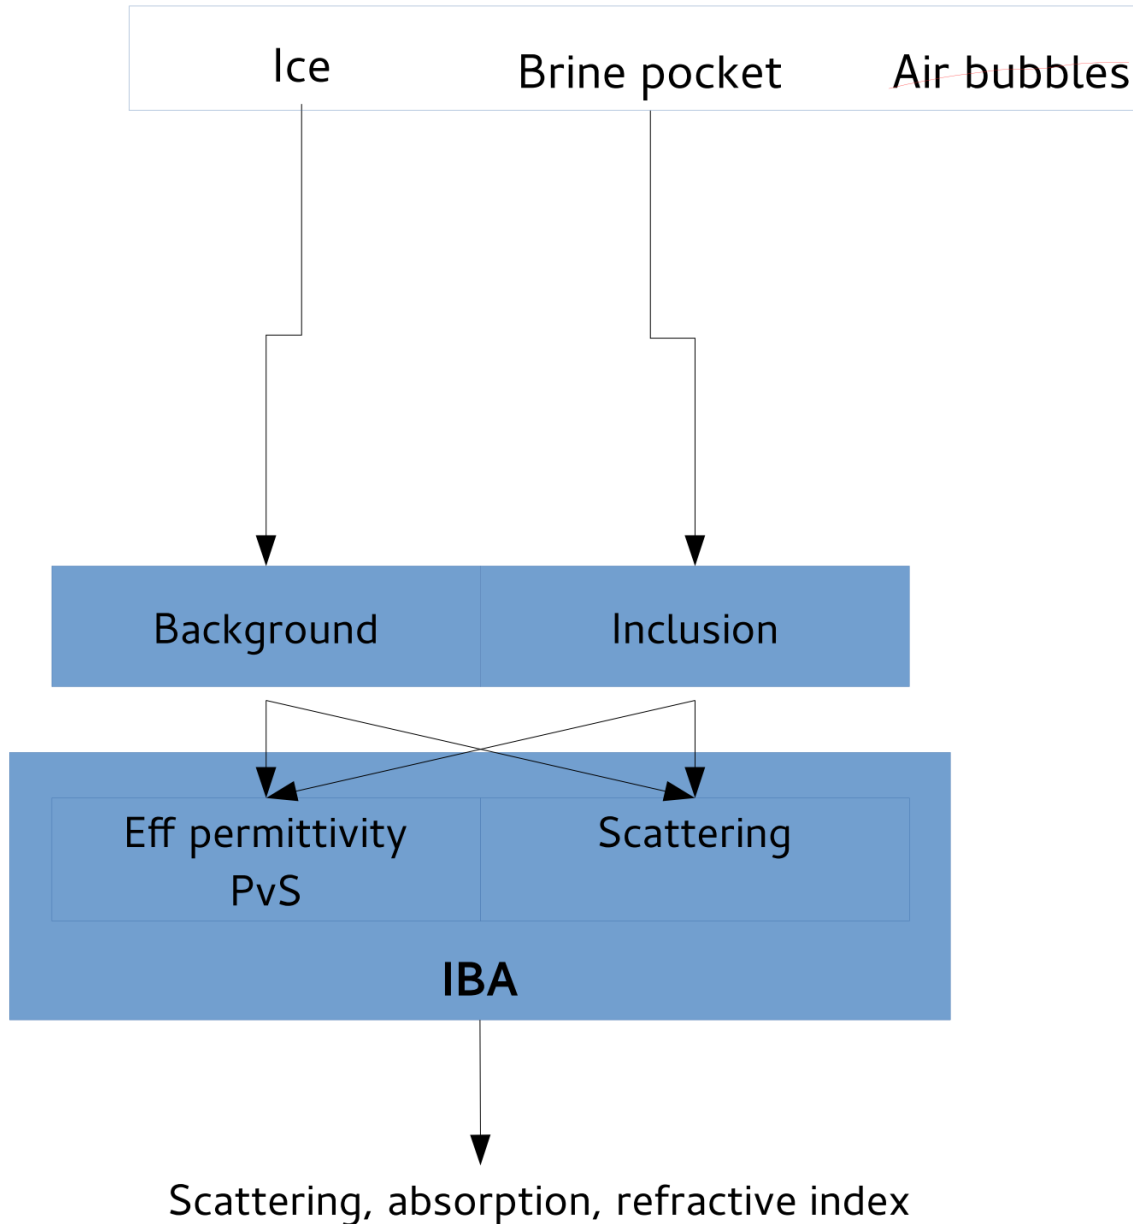 Ice Brine pocket Air bubbles
Background Inclusion
Eff permittivity Scattering
PvS
IBA
Scattering, absorption, refractive index